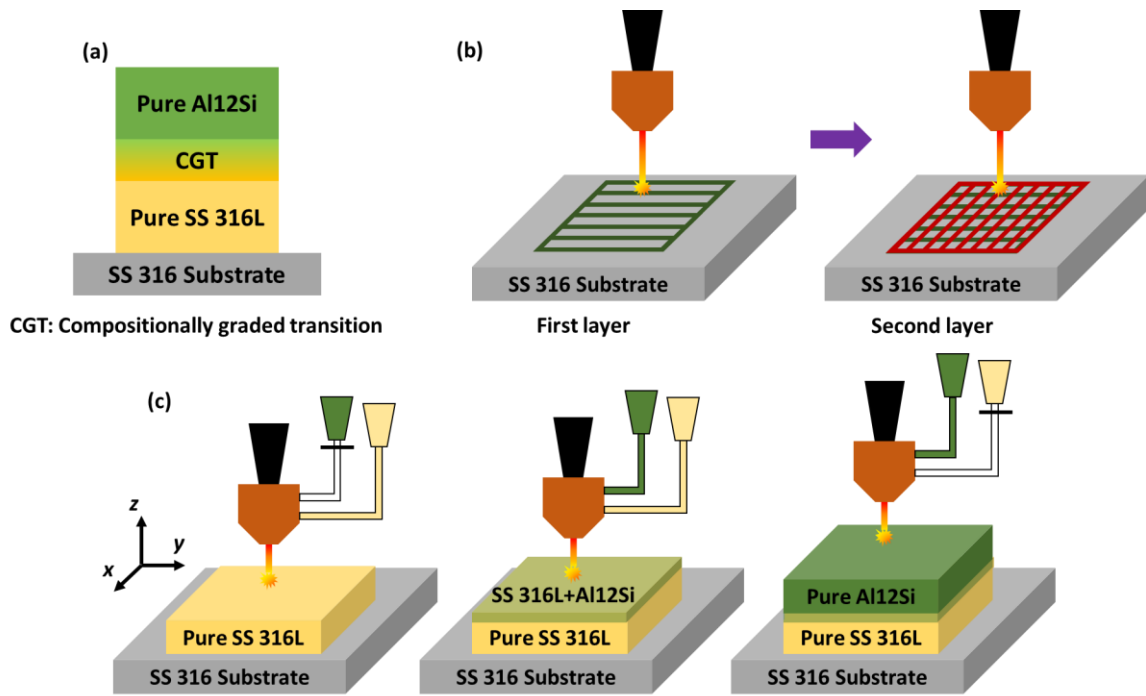 (a)
Pure Al12Si
CGT
Pure SS 316L
SS 316 Substrate
CGT: Compositionally graded transition
(b)
SS 316 Substrate
First layer
SS 316 Substrate
Second layer
(c)
z
y
x
Pure SS 316L
SS 316 Substrate
SS 316L+Al12Si
Pure SS 316L
SS 316 Substrate
Pure Al12Si
Pure SS 316L
SS 316 Substrate